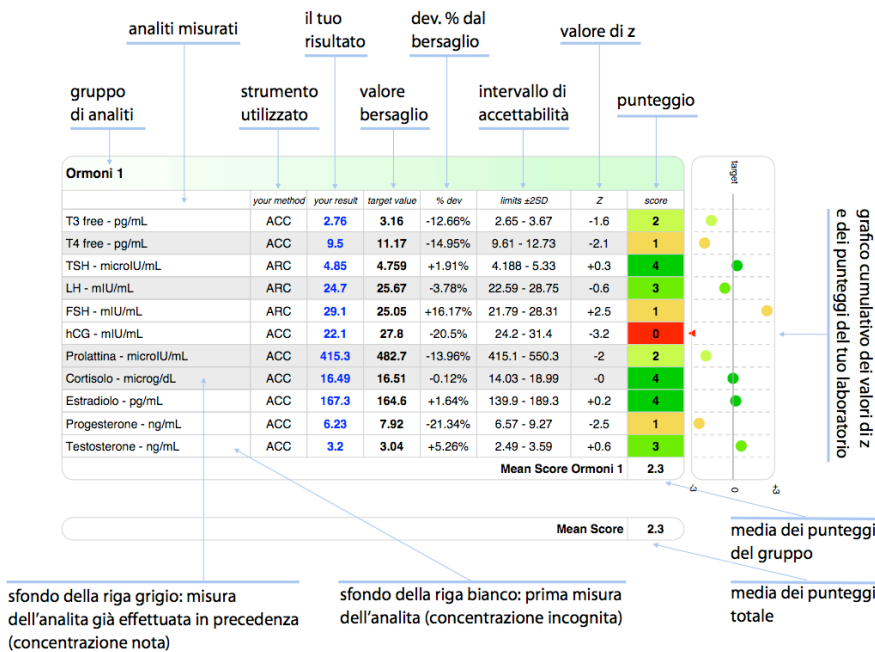 analiti misurati
il tuo
risultato
dev. % dal
bersaglio
valore di z
gruppo
di analiti
strumento
utilizzato
valore
bersaglio
intervallo di
accettabilità
punteggio
Ormoni 1
your method your result target value % dev limits ±2SD Z score
T3 free - pg/mL ACC 2.76 3.16 -12.66% 2.65 - 3.67 -1.6 2
T4 free - pg/mL ACC 9.5 11.17 -14.95% 9.61 - 12.73 -2.1 1
TSH - microIU/mL ARC 4.85 4.759 +1.91% 4.188 - 5.33 +0.3 4
LH - mIU/mL ARC 24.7 25.67 -3.78% 22.59 - 28.75 -0.6 3
FSH - mIU/mL ARC 29.1 25.05 +16.17% 21.79 - 28.31 +2.5 1
hCG - mIU/mL ACC 22.1 27.8 -20.5% 24.2 - 31.4 -3.2 0
Prolattina - microIU/mL ACC 415.3 482.7 -13.96% 415.1 - 550.3 -2 2
Cortisolo - microg/dL ACC 16.49 16.51 -0.12% 14.03 - 18.99 -0 4
Estradiolo - pg/mL ACC 167.3 164.6 +1.64% 139.9 - 189.3 +0.2 4
Progesterone - ng/mL ACC 6.23 7.92 -21.34% 6.57 - 9.27 -2.5 1
Testosterone - ng/mL ACC 3.2 3.04 +5.26% 2.49 - 3.59 +0.6 3
Mean Score Ormoni 1 2.3
target
-3 0 +3
grafico cumulativo dei valori di z
e dei punteggi del tuo laboratorio
Mean Score 2.3
media dei punteggi
del gruppo
media dei punteggi
totale
sfondo della riga grigio: misura
dell'analita già effettuata in precedenza
(concentrazione nota)
sfondo della riga bianco: prima misura
dell'analita (concentrazione incognita)